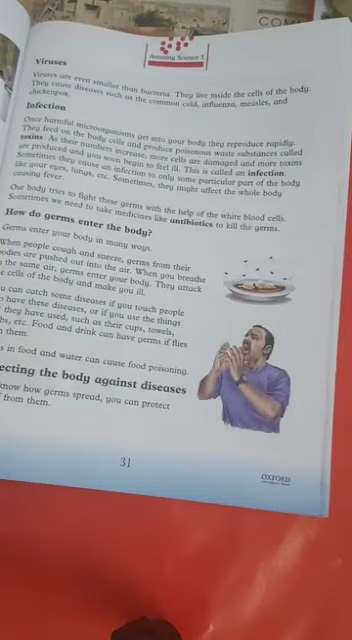 COM
Amazing Science 5
Viruses
Viruses are even smaller than bacteria. They live inside the cells of the body.
They cause diseases such as the common cold, influenza, measles, and
chickenpox.
Infection
Once harmful microorganisms get into your body they reproduce rapidly.
They feed on the body cells and produce poisonous waste substances called
toxins. As their numbers increase, more cells are damaged and more toxins
are produced and you soon begin to feel ill. This is called an infection.
Sometimes they cause an infection to only some particular part of the body
like your eyes, lungs, etc. Sometimes, they might affect the whole body
causing fever.
Our body tries to fight these germs with the help of the white blood cells.
Sometimes we need to take medicines like antibiotics to kill the germs.
How do germs enter the body?
Germs enter your body in many ways.
When people cough and sneeze, germs from their
odies are pushed out into the air. When you breathe
the same air, germs enter your body. They attack
e cells of the body and make you ill.
u can catch some diseases if you touch people
o have these diseases, or if you use the things
they have used, such as their cups, towels,
bs, etc. Food and drink can have germs if flies
n them.
s in food and water can cause food poisoning.
ecting the body against diseases
know how germs spread, you can protect
from them.
31
OXFORD